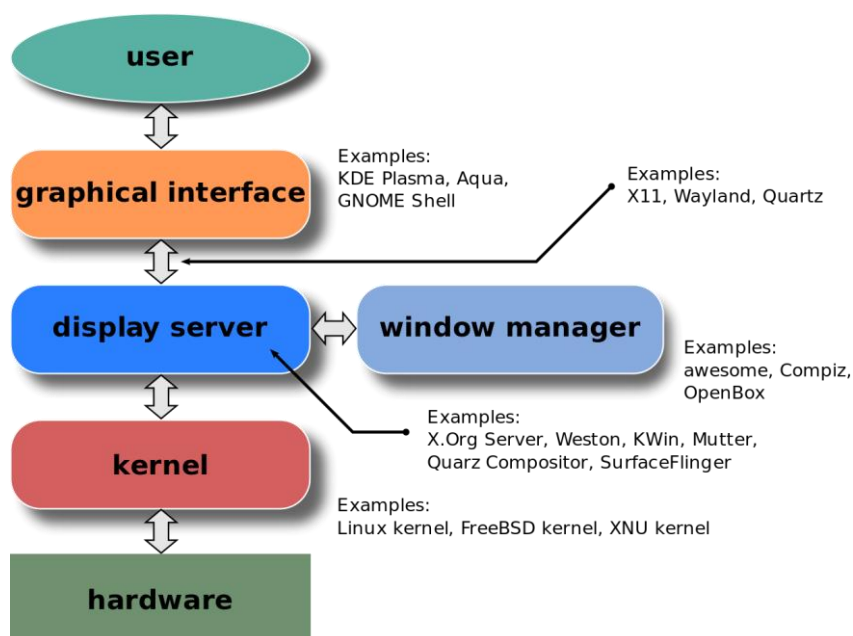 user
graphical interface
Examples:
KDE Plasma, Aqua,
GNOME Shell
Examples:
X11, Wayland, Quartz
display server
window manager
Examples:
awesome, Compiz,
OpenBox
Examples:
X.Org Server, Weston, KWin, Mutter,
Quarz Compositor, SurfaceFlinger
kernel
Examples:
Linux kernel, FreeBSD kernel, XNU kernel
hardware